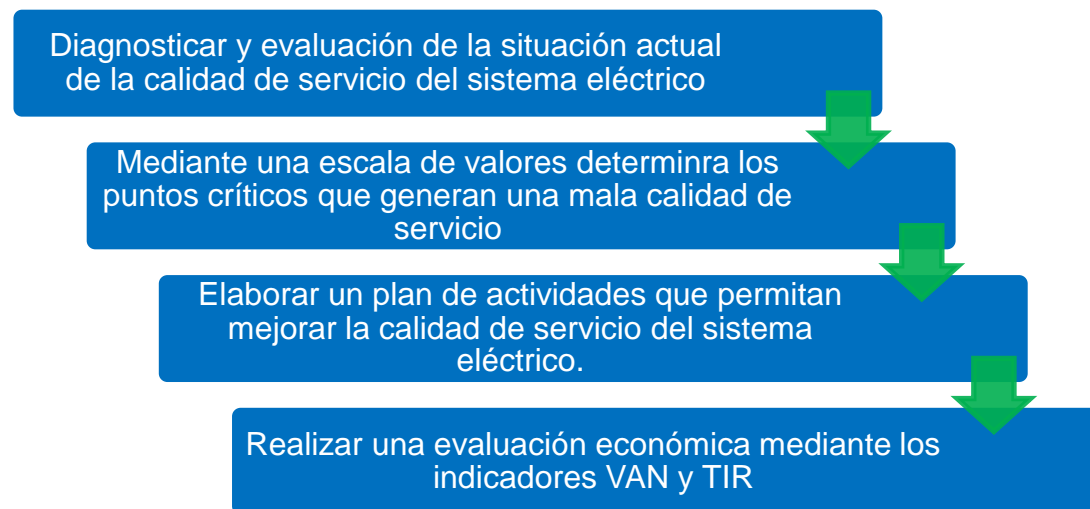 Diagnosticar y evaluación de la situación actual
de la calidad de servicio del sistema eléctrico
Mediante una escala de valores determinra los
puntos críticos que generan una mala calidad de
servicio
Elaborar un plan de actividades que permitan
mejorar la calidad de servicio del sistema
eléctrico.
Realizar una evaluación económica mediante los
indicadores VAN y TIR